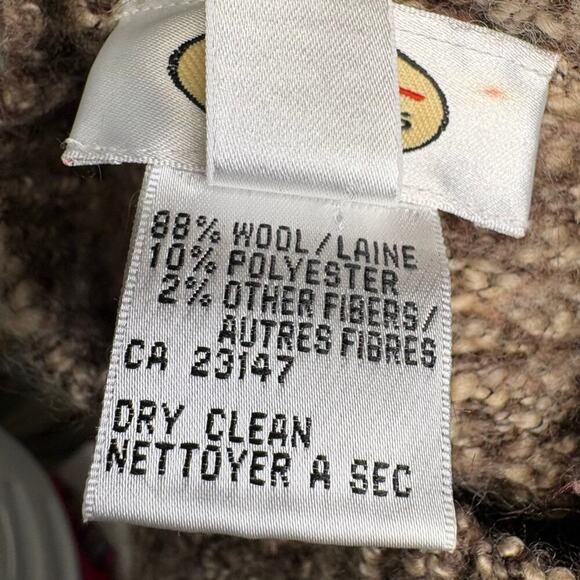 88% WOOL/LAINE
10% POLYESTER
2% OTHER FIBERS/
AUTRES FIBRES
CA 23147
DRY CLEAN
NETTOYER A SEC